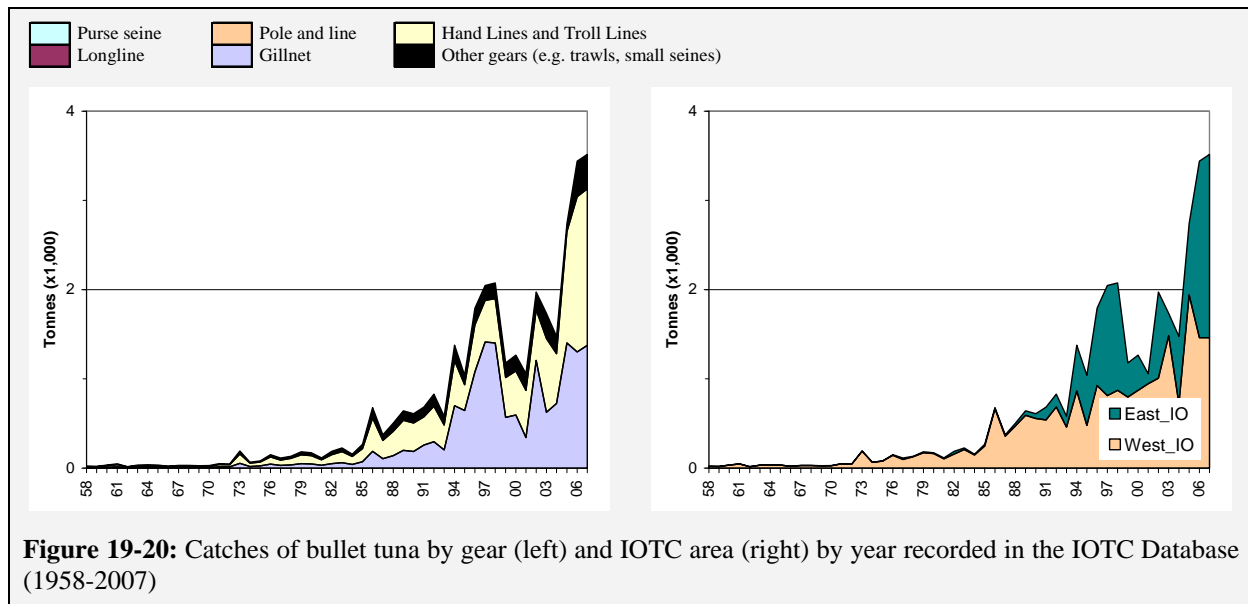 Purse seine
Pole and line
Hand Lines and Troll Lines
Longline
Gillnet
Other gears (e.g. trawls, small seines)
Tonnes (x1,000)
4
2
0
58 61 64 67 70 73 76 79 82 85 88 91 94 97 00 03 06
Tonnes (x1,000)
4
2
0
East_IO
West_IO
58 61 64 67 70 73 76 79 82 85 88 91 94 97 00 03 06
Figure 19-20: Catches of bullet tuna by gear (left) and IOTC area (right) by year recorded in the IOTC Database
(1958-2007)